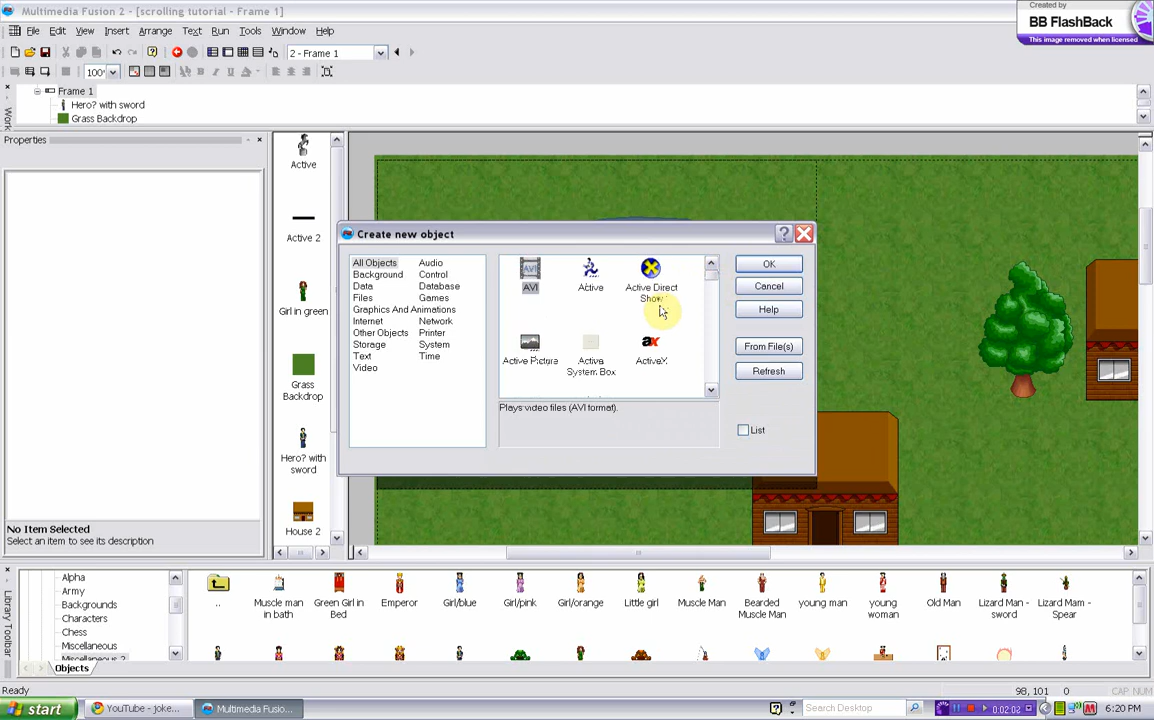 Multimedia Fusion 2 - [scrolling tutorial - Frame 1]
Created by
BB FlashBack
This image removed when licensed
File Edit View Insert Arrange Text Run Tools Window Help
2 - Frame 1
100%
Frame 1
Hero? with sword
Grass Backdrop
Work
Properties
Active
Active 2
Girl in green
Grass
Backdrop
Hero? with
sword
House 2
Create new object
All Objects
Background
Data
Files
Graphics And Animations
Internet
Other Objects
Storage
Text
Video
Audio
Control
Database
Games
Network
Printer
System
Time
AVI
Active
Active Direct
Show
Active Picture
Active
System Box
ActiveX
Plays video files (AVI format).
OK
Cancel
Help
From File(s)
Refresh
List
No Item Selected
Select an item to see its description
Library Toolbar
Alpha
Army
Backgrounds
Characters
Chess
Miscellaneous
Miscellaneous 2
Objects
..
Muscle man
in bath
Green Girl in
Bed
Emperor
Girl/blue
Girl/pink
Girl/orange
Little girl
Muscle Man
Bearded
Muscle Man
young man
young
woman
Old Man
Lizard Man -
sword
Lizard Mam -
Spear
Ready
98, 101
0
CAP NUM
start
YouTube - joke...
Multimedia Fusio...
Search Desktop
0:02:02
6:20 PM